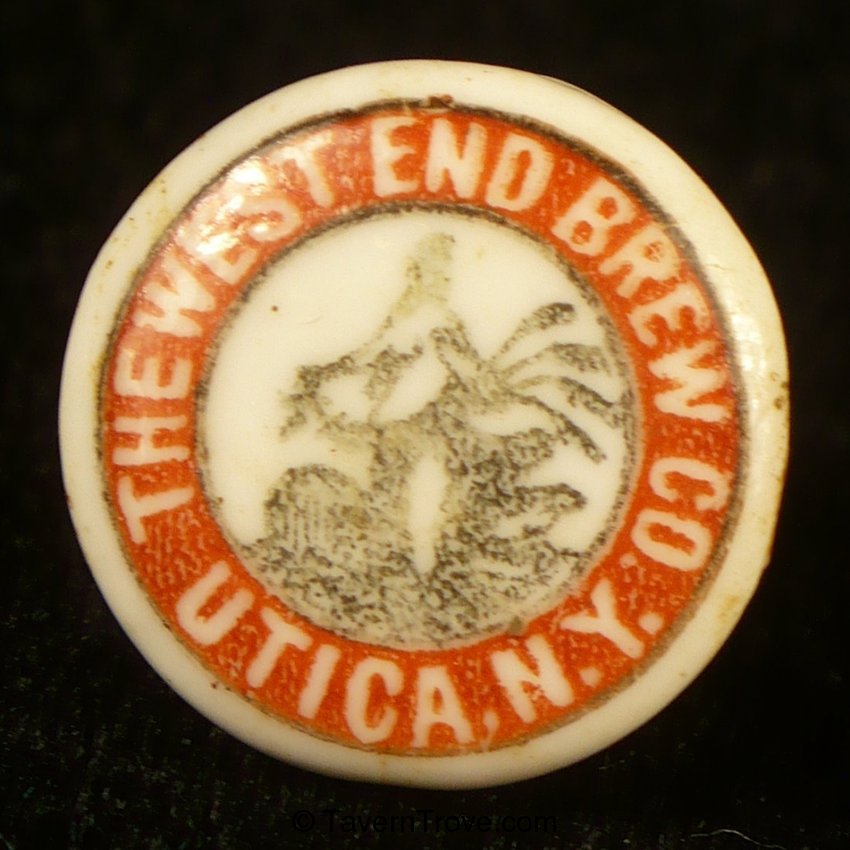 THE WEST END BREW CO
UTICA, N.Y.
© TavernTrove.com